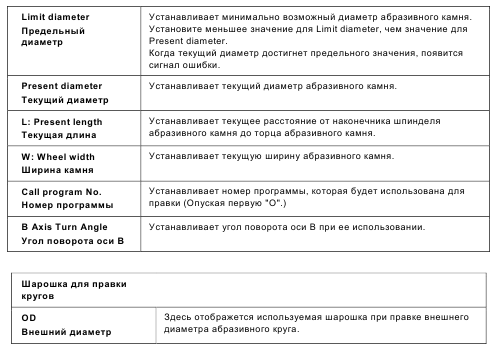 Limit diameter
Предельный
диаметр
Устанавливает минимально возможный диаметр абразивного камня.
Установите меньшее значение для Limit diameter, чем значение для
Present diameter.
Когда текущий диаметр достигнет предельного значения, появится
сигнал ошибки.
Present diameter
Текущий диаметр
Устанавливает текущий диаметр абразивного камня.
L: Present length
Текущая длина
Устанавливает текущее расстояние от наконечника шпинделя
абразивного камня до торца абразивного камня.
W: Wheel width
Ширина камня
Устанавливает текущую ширину абразивного камня.
Call program No.
Номер программы
Устанавливает номер программы, которая будет использована для
правки (Опуская первую "O".)
B Axis Turn Angle
Угол поворота оси B
Устанавливает угол поворота оси B при ее использовании.
Шарошка для правки
кругов
OD
Внешний диаметр
Здесь отображется используемая шарошка при правке внешнего
диаметра абразивного круга.